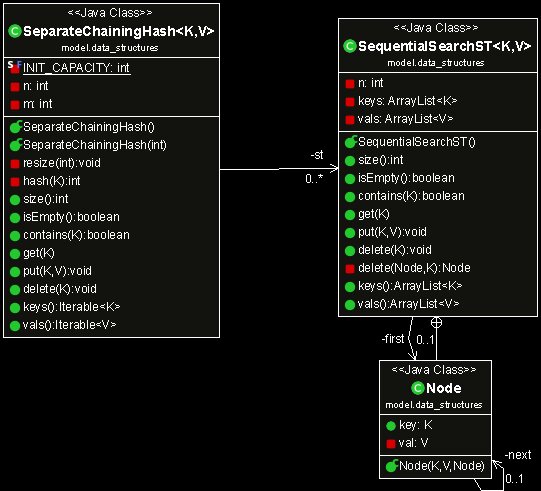 <<Java Class>>
SeparateChainingHash<K,V>
model.data_structures
INIT_CAPACITY: int
n: int
m: int
SeparateChainingHash()
SeparateChainingHash(int)
resize(int):void
hash(K):int
size():int
isEmpty():boolean
contains(K):boolean
get(K)
put(K,V):void
delete(K):void
keys():Iterable<K>
vals():Iterable<V>
-st
0..*
<<Java Class>>
SequentialSearchST<K,V>
model.data_structures
n: int
keys: ArrayList<K>
vals: ArrayList<V>
SequentialSearchST()
size():int
isEmpty():boolean
contains(K):boolean
get(K)
put(K,V):void
delete(K):void
delete(Node,K):Node
keys():ArrayList<K>
vals():ArrayList<V>
-first
0..1
<<Java Class>>
Node
model.data_structures
key: K
val: V
Node(K,V,Node)
-next
0..1